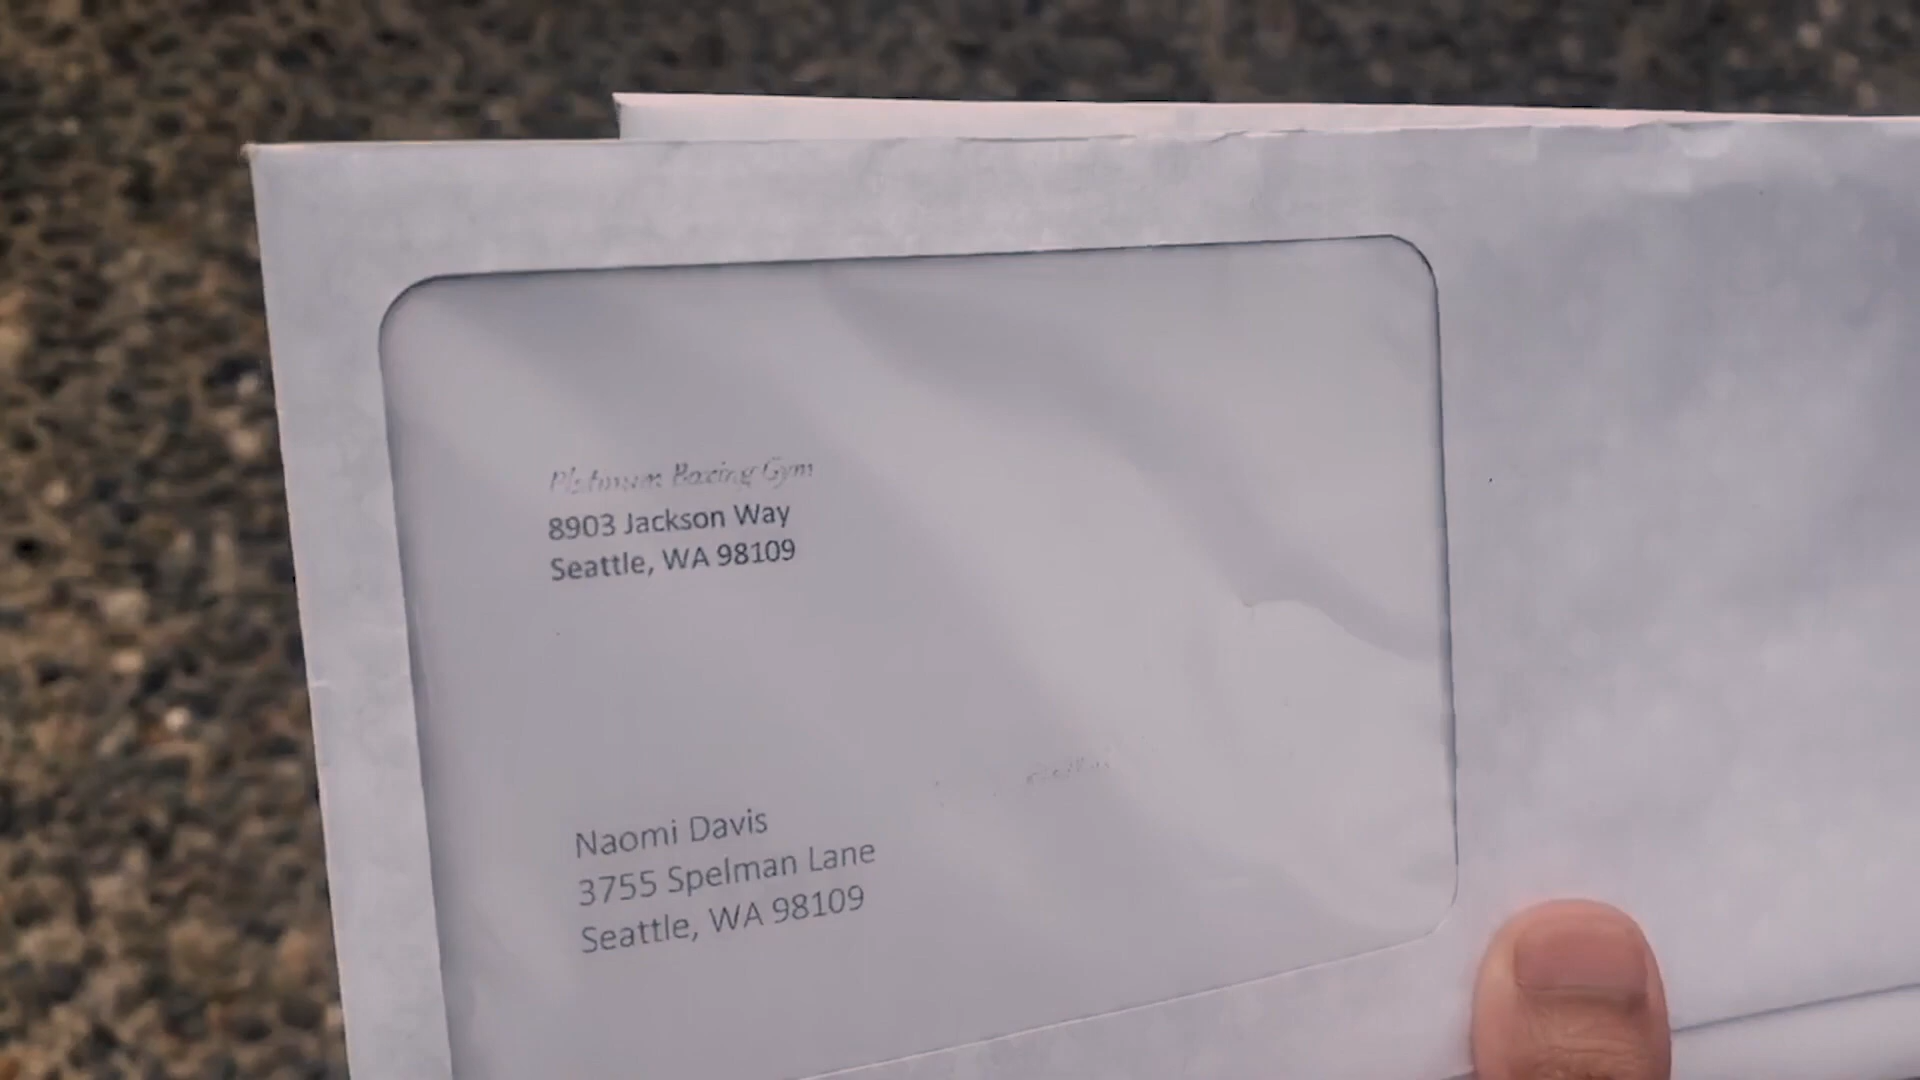 Platinum Boxing Gym
8903 Jackson Way
Seattle, WA 98109
Naomi Davis
3755 Spelman Lane
Seattle, WA 98109